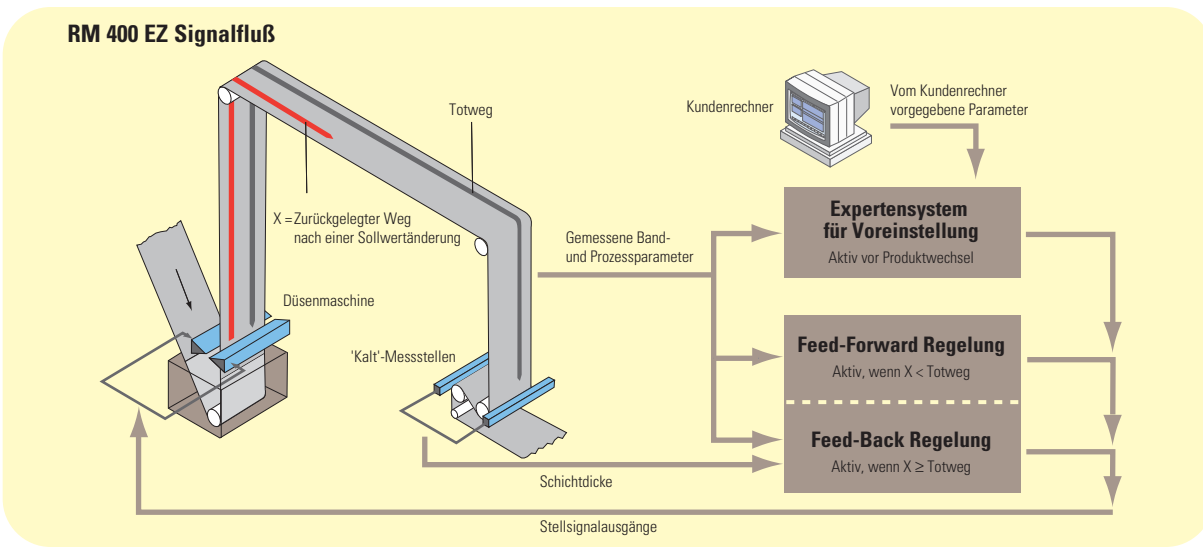 RM 400 EZ Signalfluß
Totweg
X = Zurückgelegter Weg
nach einer Sollwertänderung
Düsenmaschine
'Kalt'-Messstellen
Kundenrechner
Vom Kundenrechner
vorgegebene Parameter
Gemessene Band-
und Prozessparameter
Expertensystem
für Voreinstellung
Aktiv vor Produktwechsel
Feed-Forward Regelung
Aktiv, wenn X < Totweg
Feed-Back Regelung
Aktiv, wenn X ≥ Totweg
Schichtdicke
Stellsignalausgänge